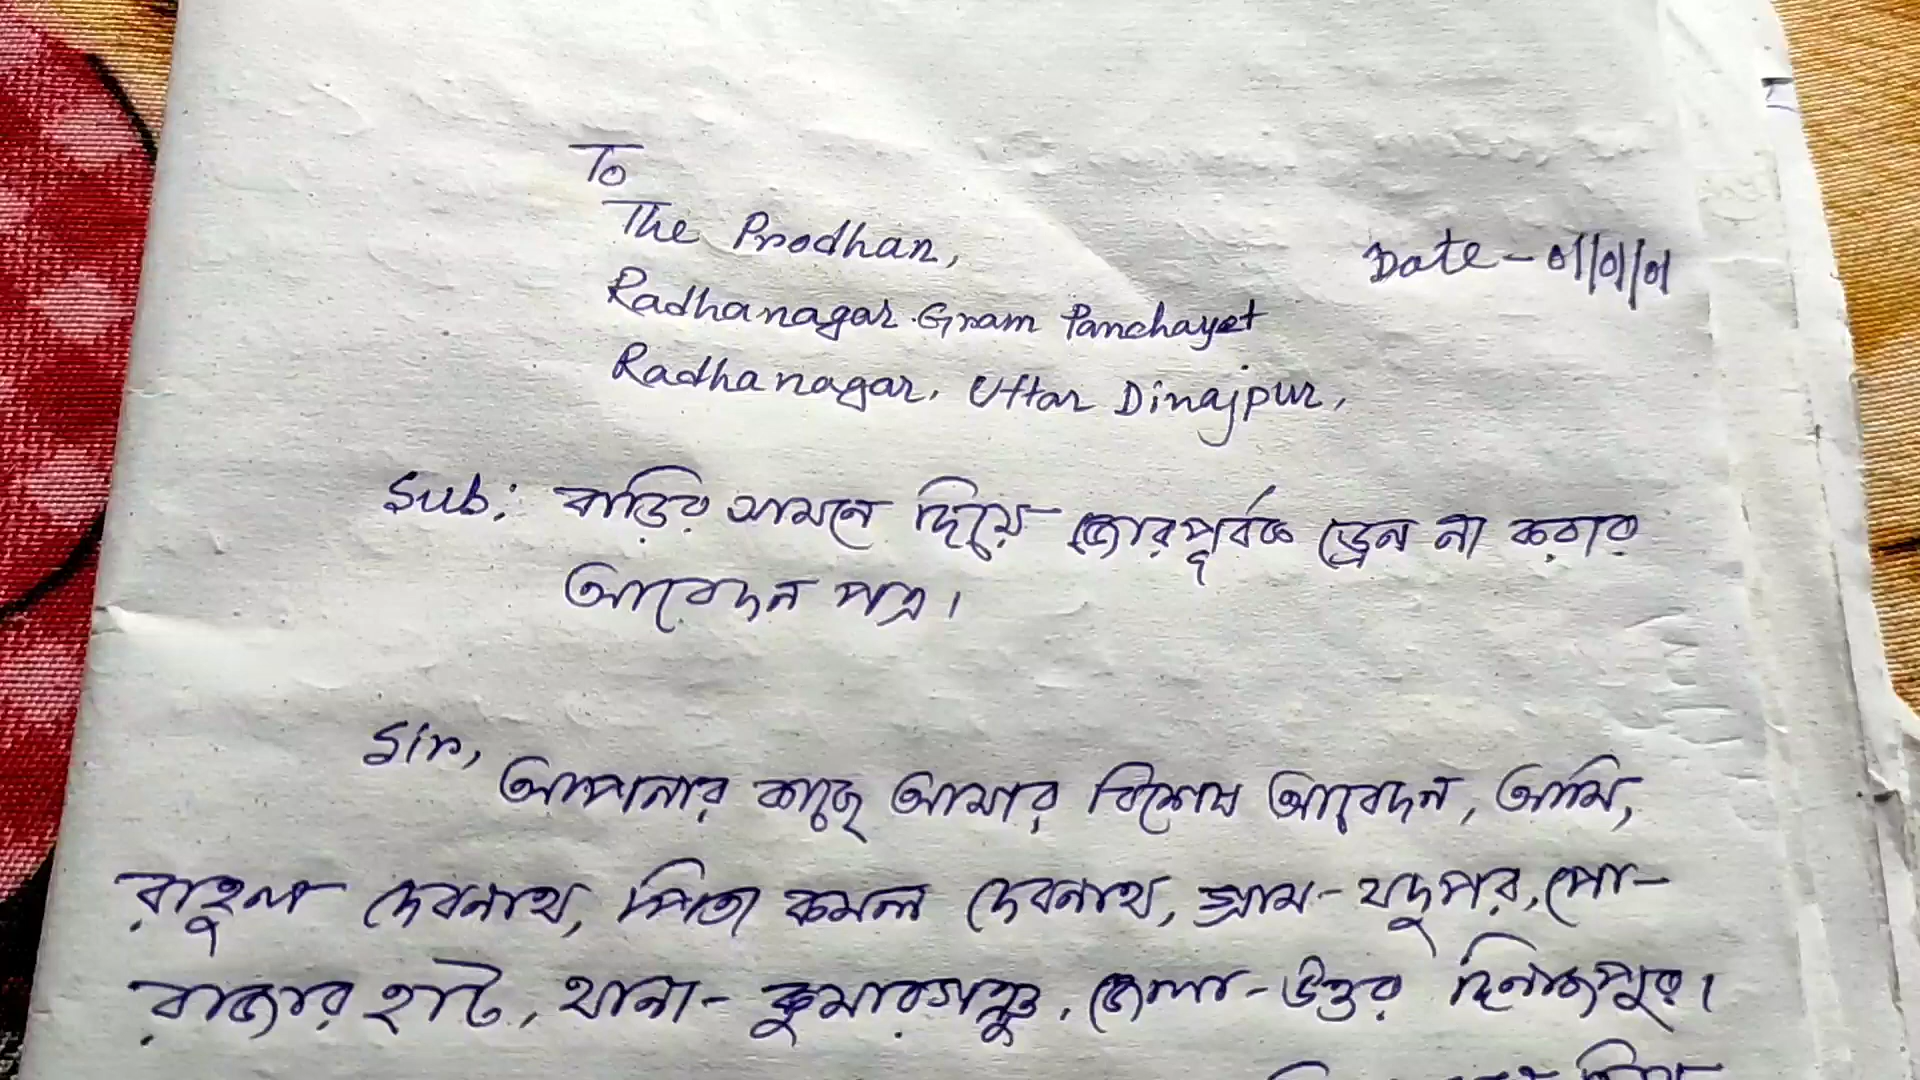 To
The Prodhan,
Date - 01/01/01
Radhanagar Gram Panchayet
Radhanagar, Uttar Dinajpur,
Sub: বাড়ির সামনে দিয়ে জোরপূর্বক ড্রেন না করার
আবেদন পত্র।
Sir,
আপনার কাছে আমার বিশেষ আবেদন, আমি,
রাহুল দেবনাথ, পিতা কমল দেবনাথ, গ্রাম- যদুপর, পো-
রাজার হাট, থানা- কুমারগঞ্জ, জেলা- উত্তর দিনাজপুর।